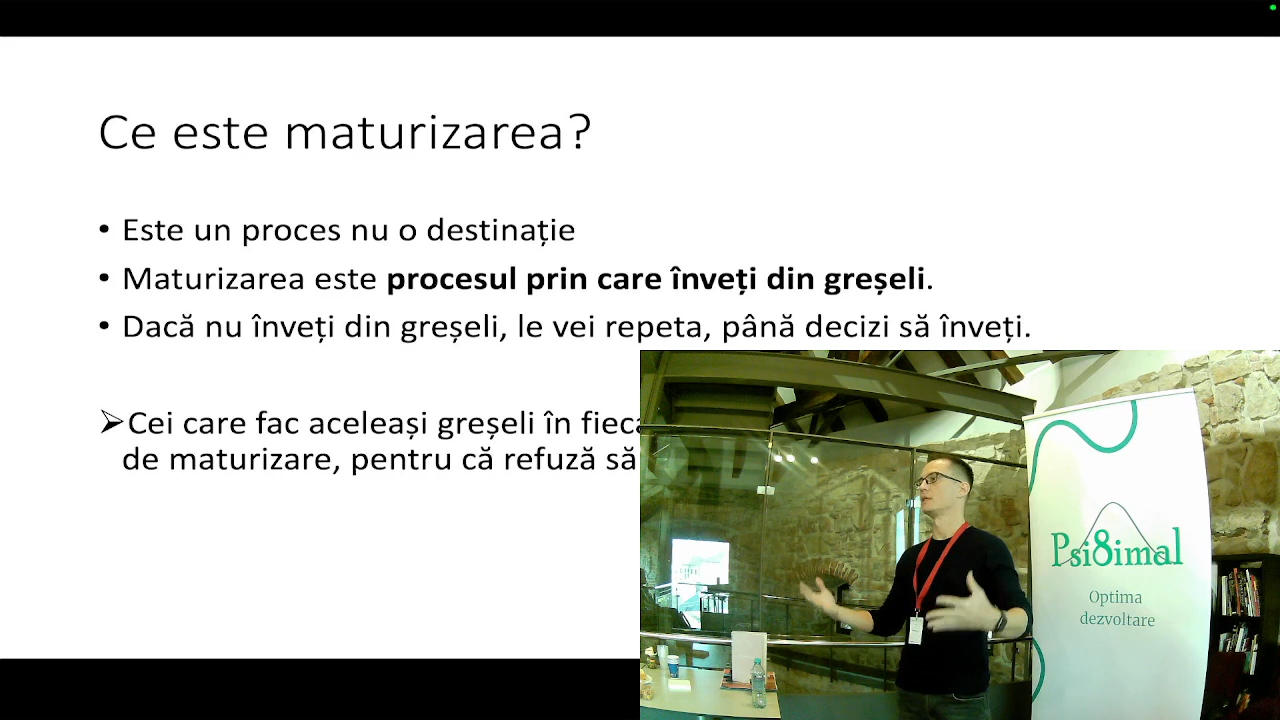 Ce este maturizarea?
• Este un proces nu o destinație
• Maturizarea este procesul prin care înveți din greșeli.
• Dacă nu înveți din greșeli, le vei repeta, până decizi să înveți.
➢Cei care fac aceleași greșeli în
de maturizare, pentru că refuză să
Psi8imal
Optima
dezvoltare